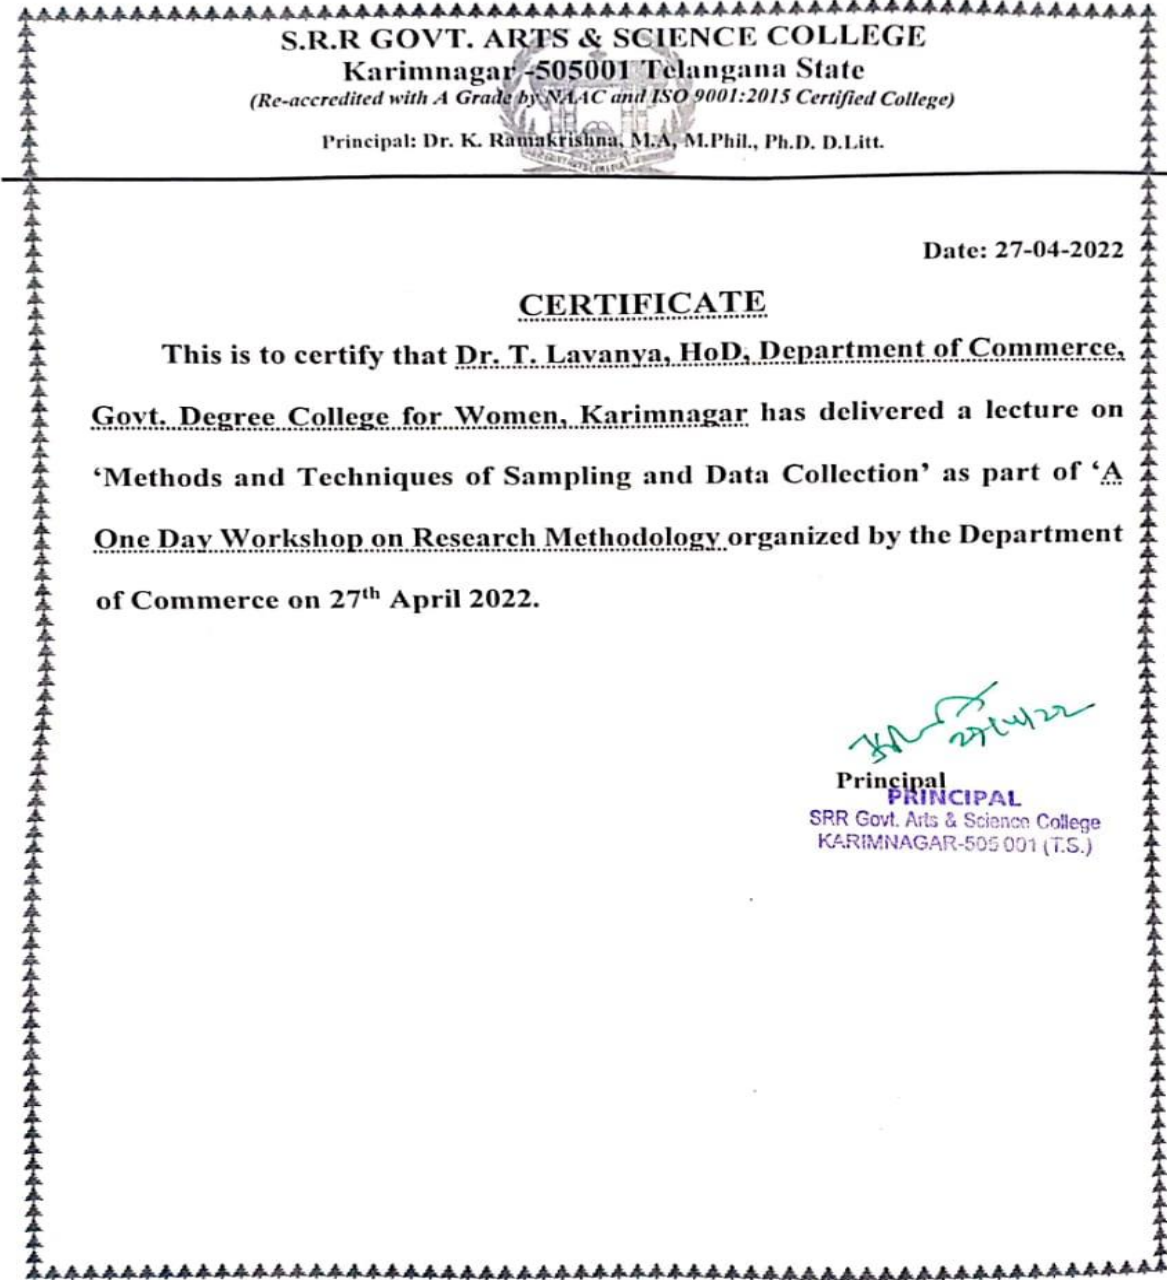 S.R.R GOVT. ARTS & SCIENCE COLLEGE
Karimnagar -505001 Telangana State
(Re-accredited with A Grade by NAAC and ISO 9001:2015 Certified College)
Principal: Dr. K. Ramakrishna, M.A, M.Phil., Ph.D. D.Litt.
Date: 27-04-2022
CERTIFICATE
This is to certify that Dr. T. Lavanya, HoD, Department of Commerce,
Govt. Degree College for Women, Karimnagar has delivered a lecture on
‘Methods and Techniques of Sampling and Data Collection’ as part of ‘A
One Day Workshop on Research Methodology organized by the Department
of Commerce on 27th April 2022.
27/4/22
Principal
PRINCIPAL
SRR Govt. Arts & Science College
KARIMNAGAR-505 001 (T.S.)